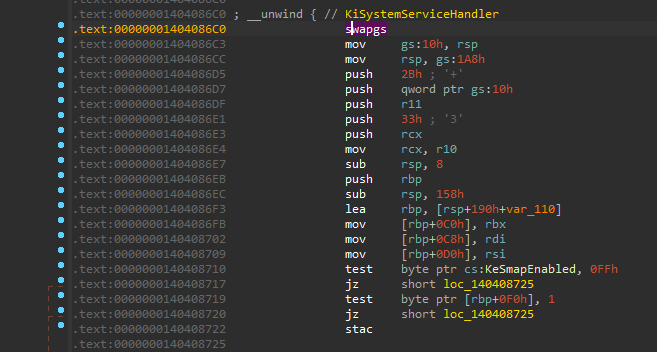 .text:00000001404086C0 ; __unwind { // KiSystemServiceHandler
.text:00000001404086C0 swapgs
.text:00000001404086C3 mov gs:10h, rsp
.text:00000001404086CC mov rsp, gs:1A8h
.text:00000001404086D5 push 2Bh ; '+'
.text:00000001404086D7 push qword ptr gs:10h
.text:00000001404086DF push r11
.text:00000001404086E1 push 33h ; '3'
.text:00000001404086E3 push rcx
.text:00000001404086E4 mov rcx, r10
.text:00000001404086E7 sub rsp, 8
.text:00000001404086EB push rbp
.text:00000001404086EC sub rsp, 158h
.text:00000001404086F3 lea rbp, [rsp+190h+var_110]
.text:00000001404086FB mov [rbp+0C0h], rbx
.text:0000000140408702 mov [rbp+0C8h], rdi
.text:0000000140408709 mov [rbp+0D0h], rsi
.text:0000000140408710 test byte ptr cs:KeSmapEnabled, 0FFh
.text:0000000140408717 jz short loc_140408725
.text:0000000140408719 test byte ptr [rbp+0F0h], 1
.text:0000000140408720 jz short loc_140408725
.text:0000000140408722 stac
.text:0000000140408725